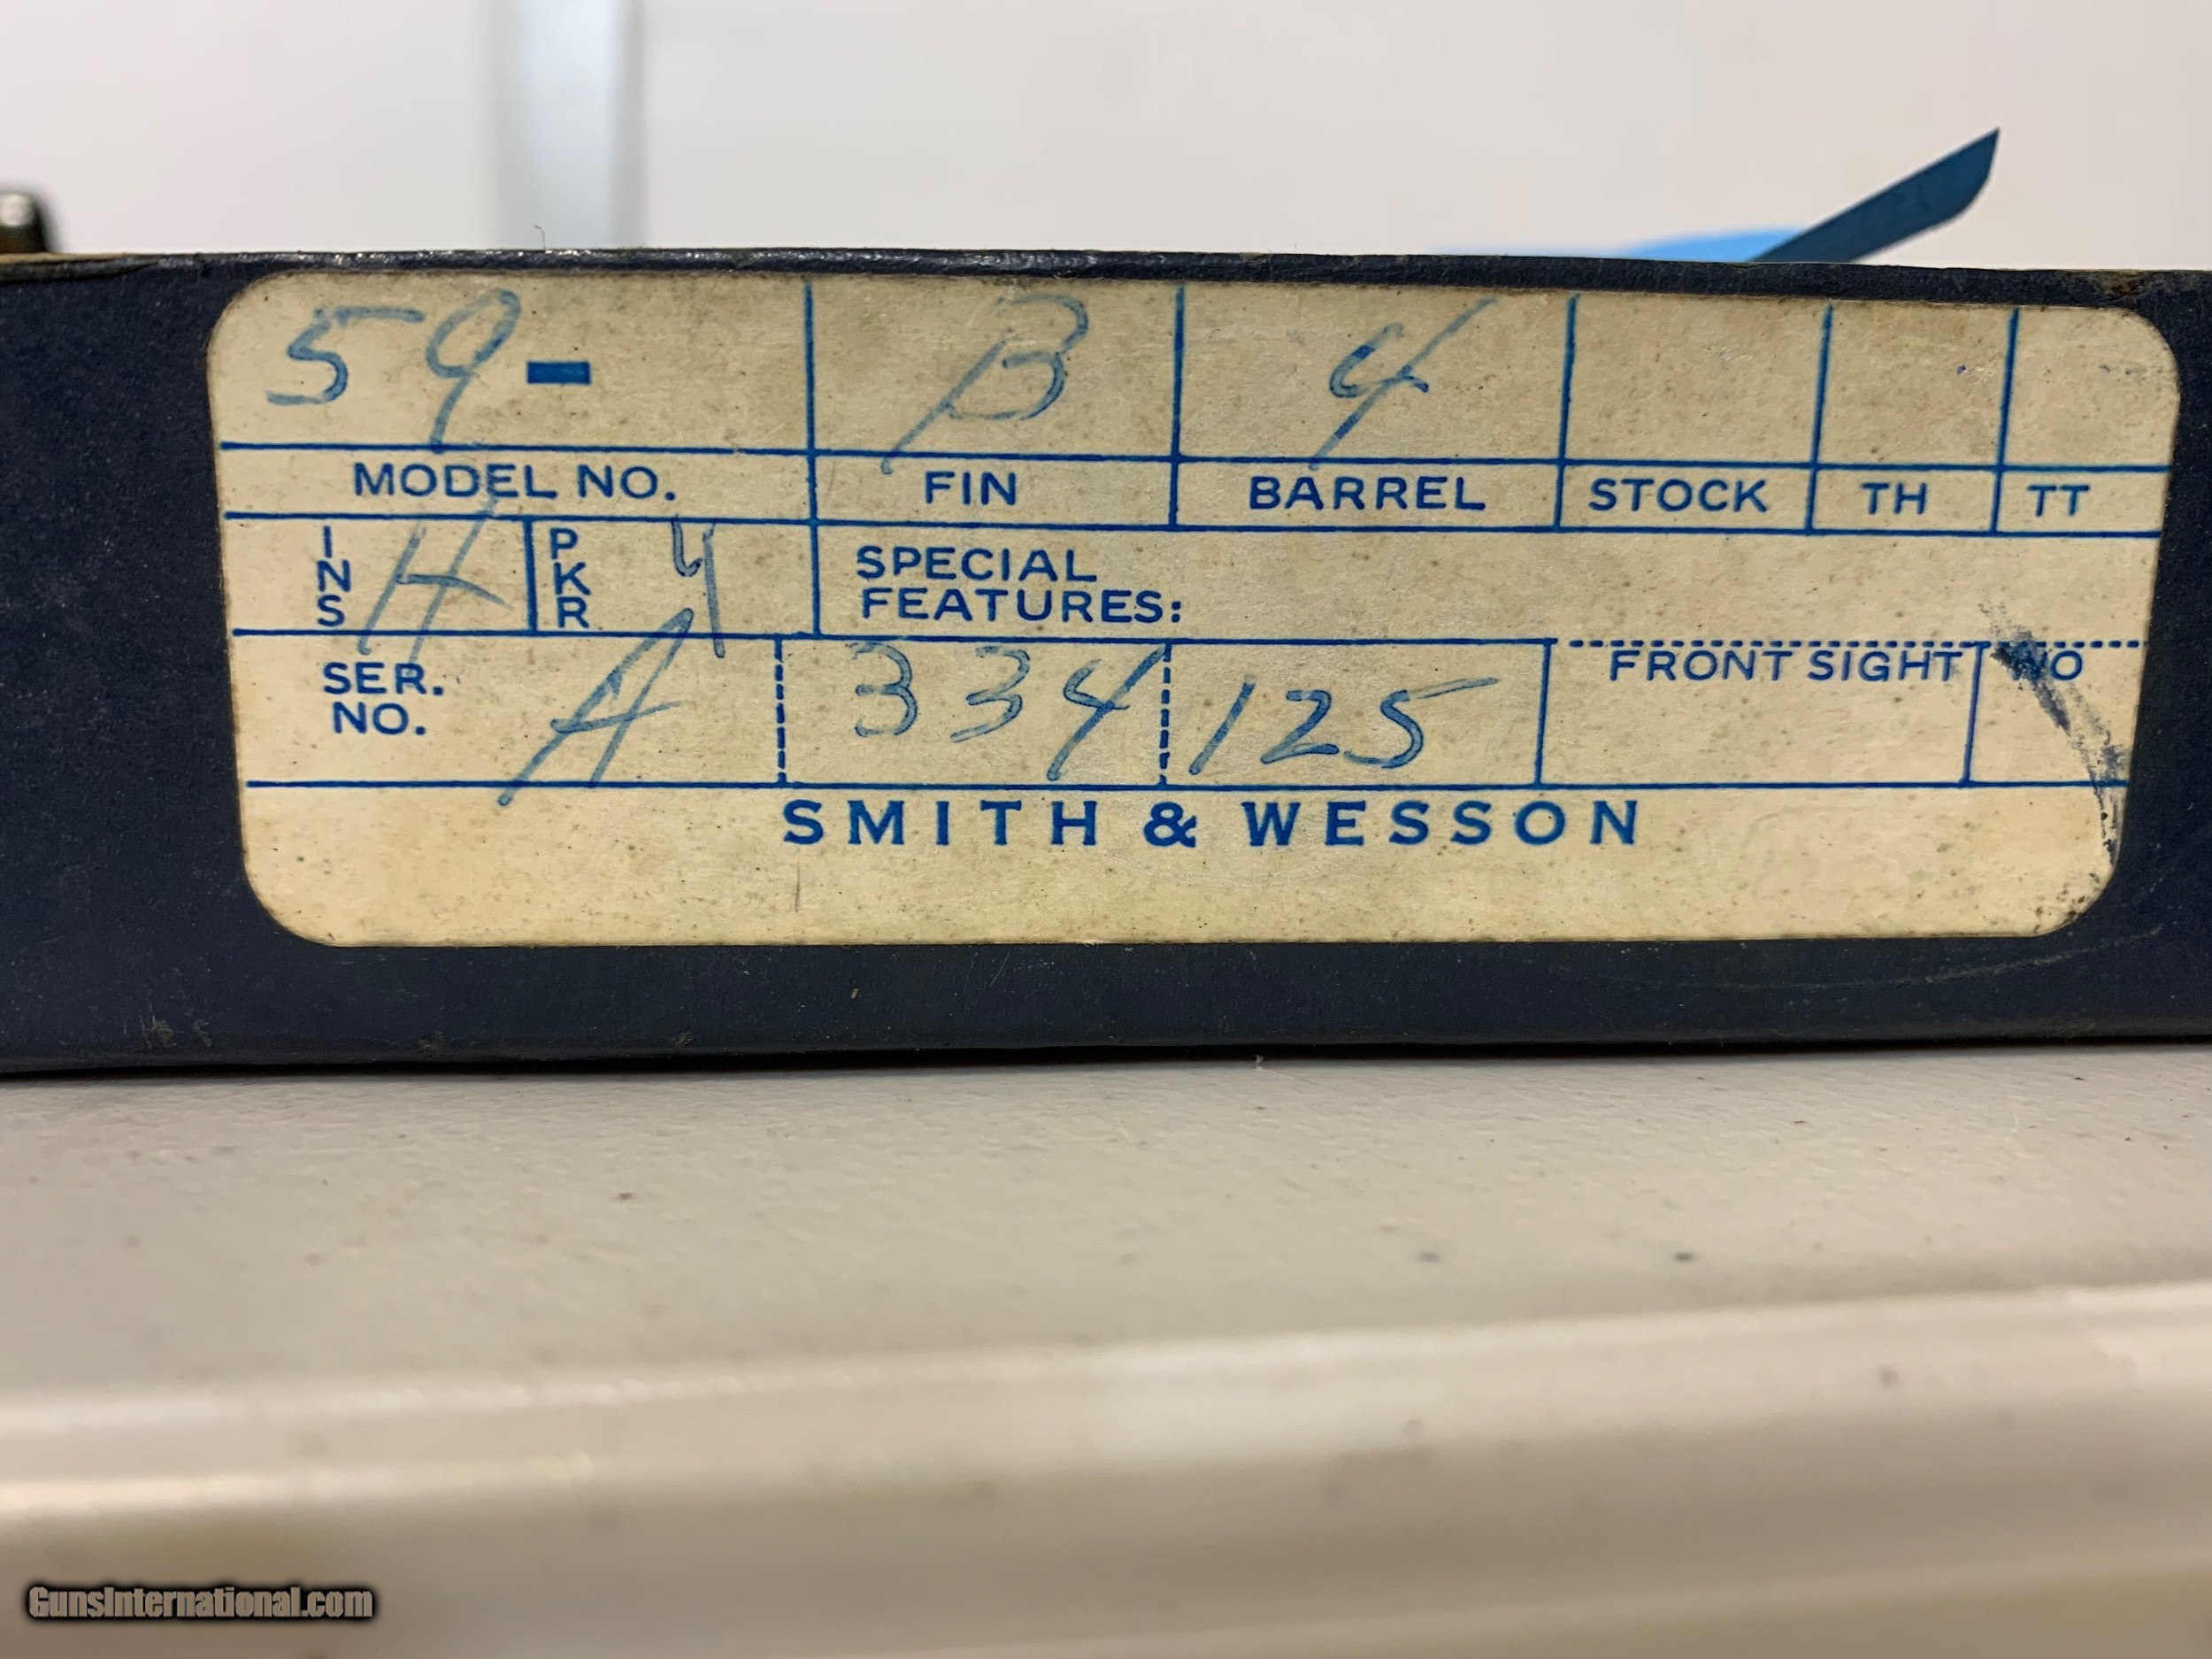 59- B 4
MODEL NO. FIN BARREL STOCK TH TT
INS H PKR 4 SPECIAL
FEATURES:
SER.
NO. A 334 125 FRONT SIGHT NO
SMITH & WESSON
GunsInternational.com